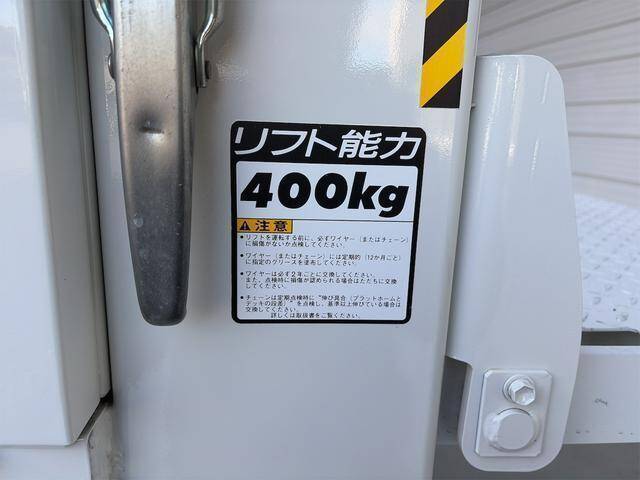 リフト能力
400kg
注意
●リフトを運転する前に、必ずワイヤー（またはチェーン）
に損傷がないか点検してください。
●ワイヤー（またはチェーン）には定期的（12か月ごと）
に指定のグリースを塗布してください。
●ワイヤーは必ず2年ごとに交換してください。
また、点検時に損傷が認められる場合はただちに交換
してください。
●チェーンは定期点検時に“伸び具合（プラットホームと
デッキの段差）”を点検し、基準以上伸びている場合は
交換してください。
詳しくは取扱書をご覧ください。